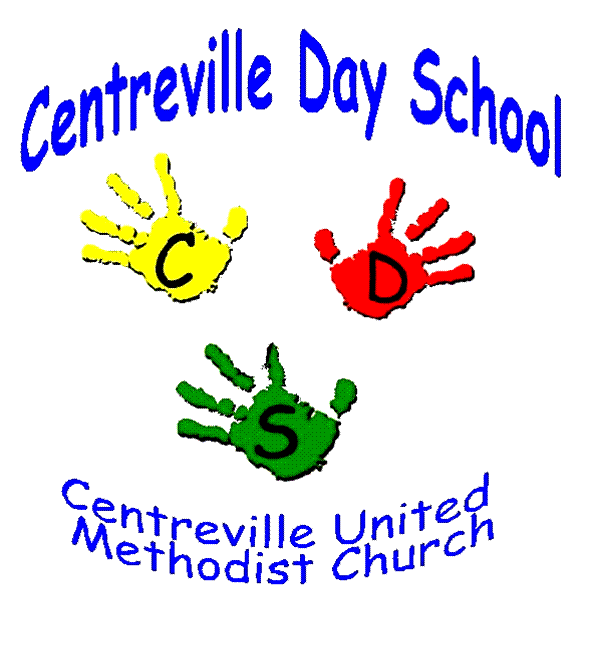 Centreville Day School
C
D
S
Centreville United
Methodist Church